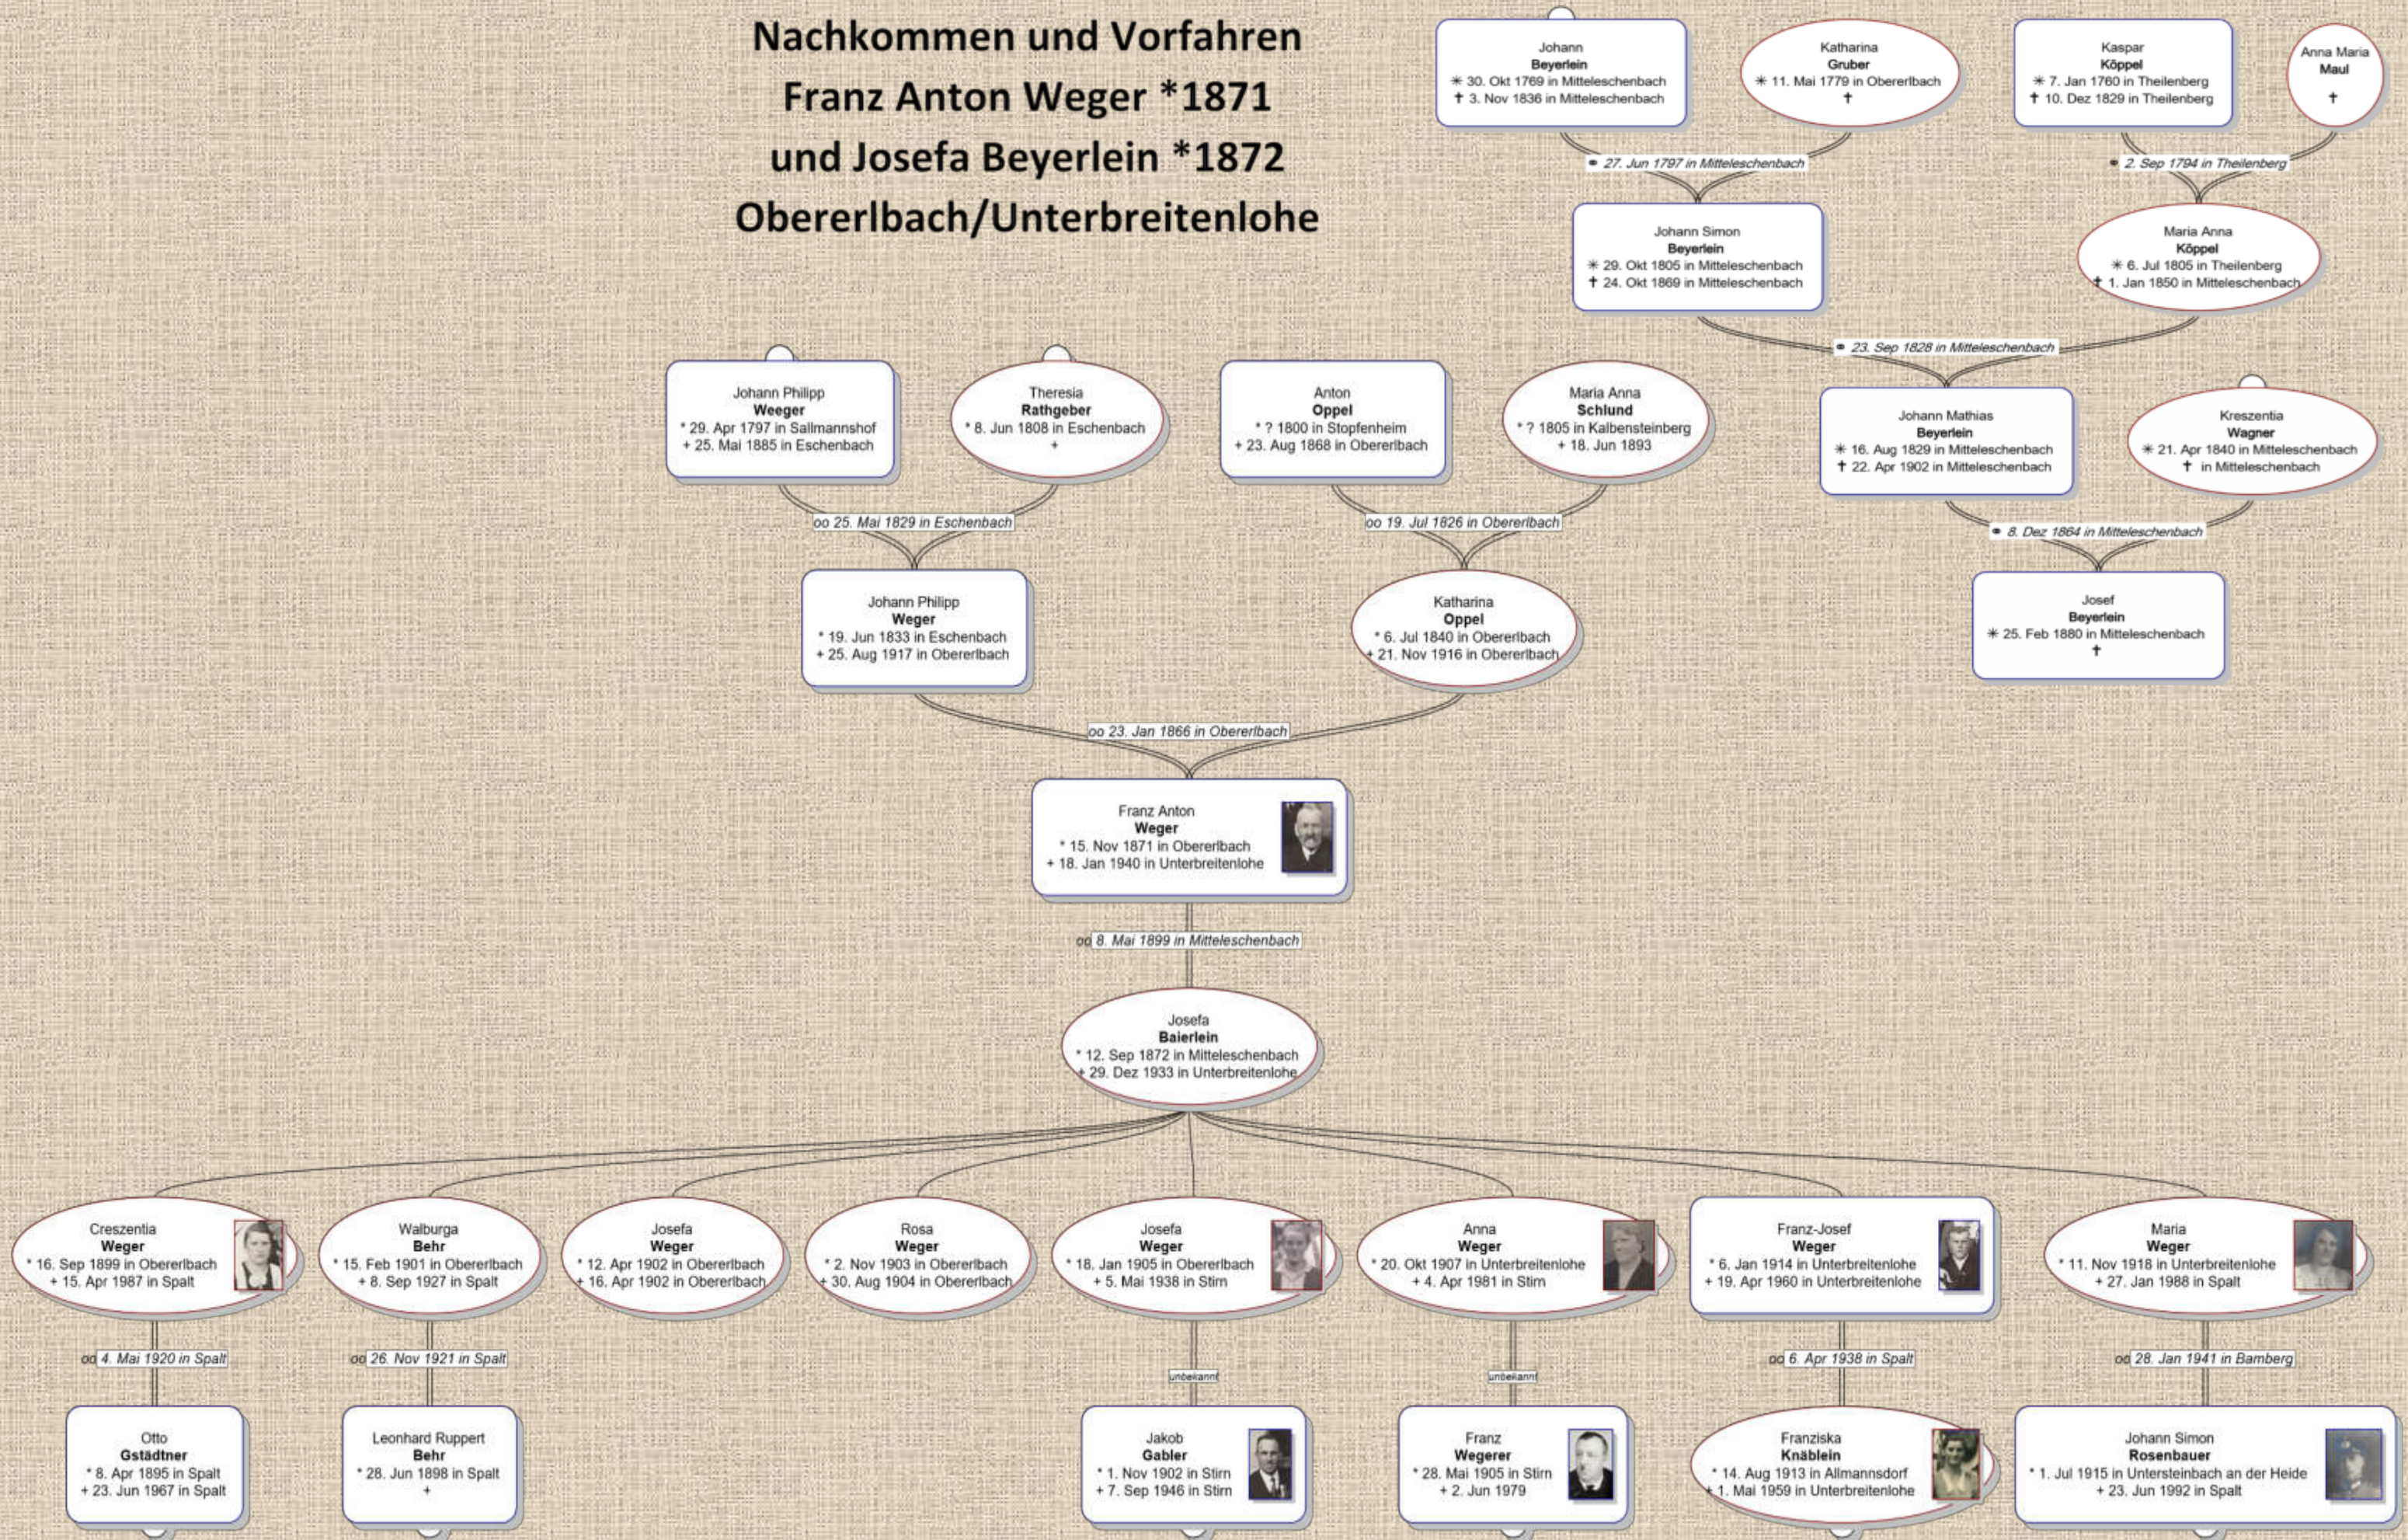 Nachkommen und Vorfahren
Franz Anton Weger *1871
und Josefa Beyerlein *1872
Obererlbach/Unterbreitenlohe
Johann
Beyerlein
✳ 30. Okt 1769 in Mitteleschenbach
✝ 3. Nov 1836 in Mitteleschenbach
Katharina
Gruber
✳ 11. Mai 1779 in Obererlbach
✝
Kaspar
Köppel
✳ 7. Jan 1760 in Theilenberg
✝ 10. Dez 1829 in Theilenberg
Anna Maria
Maul
✝
⚭ 27. Jun 1797 in Mitteleschenbach
⚭ 2. Sep 1794 in Theilenberg
Johann Simon
Beyerlein
✳ 29. Okt 1805 in Mitteleschenbach
✝ 24. Okt 1869 in Mitteleschenbach
Maria Anna
Köppel
✳ 6. Jul 1805 in Theilenberg
✝ 1. Jan 1850 in Mitteleschenbach
⚭ 23. Sep 1828 in Mitteleschenbach
Johann Philipp
Weeger
* 29. Apr 1797 in Sallmannshof
+ 25. Mai 1885 in Eschenbach
Theresia
Rathgeber
* 8. Jun 1808 in Eschenbach
+
Anton
Oppel
* ? 1800 in Stopfenheim
+ 23. Aug 1868 in Obererlbach
Maria Anna
Schlund
* ? 1805 in Kalbensteinberg
+ 18. Jun 1893
Johann Mathias
Beyerlein
✳ 16. Aug 1829 in Mitteleschenbach
✝ 22. Apr 1902 in Mitteleschenbach
Kreszentia
Wagner
✳ 21. Apr 1840 in Mitteleschenbach
✝ in Mitteleschenbach
oo 25. Mai 1829 in Eschenbach
oo 19. Jul 1826 in Obererlbach
⚭ 8. Dez 1864 in Mitteleschenbach
Johann Philipp
Weger
* 19. Jun 1833 in Eschenbach
+ 25. Aug 1917 in Obererlbach
Katharina
Oppel
* 6. Jul 1840 in Obererlbach
+ 21. Nov 1916 in Obererlbach
Josef
Beyerlein
✳ 25. Feb 1880 in Mitteleschenbach
✝
oo 23. Jan 1866 in Obererlbach
Franz Anton
Weger
* 15. Nov 1871 in Obererlbach
+ 18. Jan 1940 in Unterbreitenlohe
oo 8. Mai 1899 in Mitteleschenbach
Josefa
Baierlein
* 12. Sep 1872 in Mitteleschenbach
+ 29. Dez 1933 in Unterbreitenlohe
Creszentia
Weger
* 16. Sep 1899 in Obererlbach
+ 15. Apr 1987 in Spalt
Walburga
Behr
* 15. Feb 1901 in Obererlbach
+ 8. Sep 1927 in Spalt
Josefa
Weger
* 12. Apr 1902 in Obererlbach
+ 16. Apr 1902 in Obererlbach
Rosa
Weger
* 2. Nov 1903 in Obererlbach
+ 30. Aug 1904 in Obererlbach
Josefa
Weger
* 18. Jan 1905 in Obererlbach
+ 5. Mai 1938 in Stirn
Anna
Weger
* 20. Okt 1907 in Unterbreitenlohe
+ 4. Apr 1981 in Stirn
Franz-Josef
Weger
* 6. Jan 1914 in Unterbreitenlohe
+ 19. Apr 1960 in Unterbreitenlohe
Maria
Weger
* 11. Nov 1918 in Unterbreitenlohe
+ 27. Jan 1988 in Spalt
oo 4. Mai 1920 in Spalt
oo 26. Nov 1921 in Spalt
unbekannt
unbekannt
oo 6. Apr 1938 in Spalt
oo 28. Jan 1941 in Bamberg
Otto
Gstädtner
* 8. Apr 1895 in Spalt
+ 23. Jun 1967 in Spalt
Leonhard Ruppert
Behr
* 28. Jun 1898 in Spalt
+
Jakob
Gabler
* 1. Nov 1902 in Stirn
+ 7. Sep 1946 in Stirn
Franz
Wegerer
* 28. Mai 1905 in Stirn
+ 2. Jun 1979
Franziska
Knäblein
* 14. Aug 1913 in Allmannsdorf
+ 1. Mai 1959 in Unterbreitenlohe
Johann Simon
Rosenbauer
* 1. Jul 1915 in Untersteinbach an der Heide
+ 23. Jun 1992 in Spalt